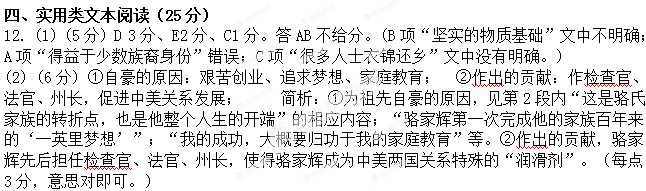 四、实用类文本阅读（25分）
12.（1）（5分）D 3分、E2分、C1分。答AB不给分。（B项“坚实的物质基础”文中不明确；
A项“得益于少数族裔身份”错误；C项“很多人士衣锦还乡”文中没有明确。）
（2）（6分）①自豪的原因：艰苦创业、追求梦想、家庭教育； ②作出的贡献：作检查官、
法官、州长，促进中美关系发展； 简析：①为祖先自豪的原因，见第2段内“这是骆氏
家族的转折点，也是他整个人生的开端”的相应内容；“骆家辉第一次完成他的家族百年来
的‘一英里梦想’”；“我的成功，大概要归功于我的家庭教育”等。②作出的贡献，骆家
辉先后担任检查官、法官、州长，使得骆家辉成为中美两国关系特殊的“润滑剂”。（每点
3分，意思对即可。）